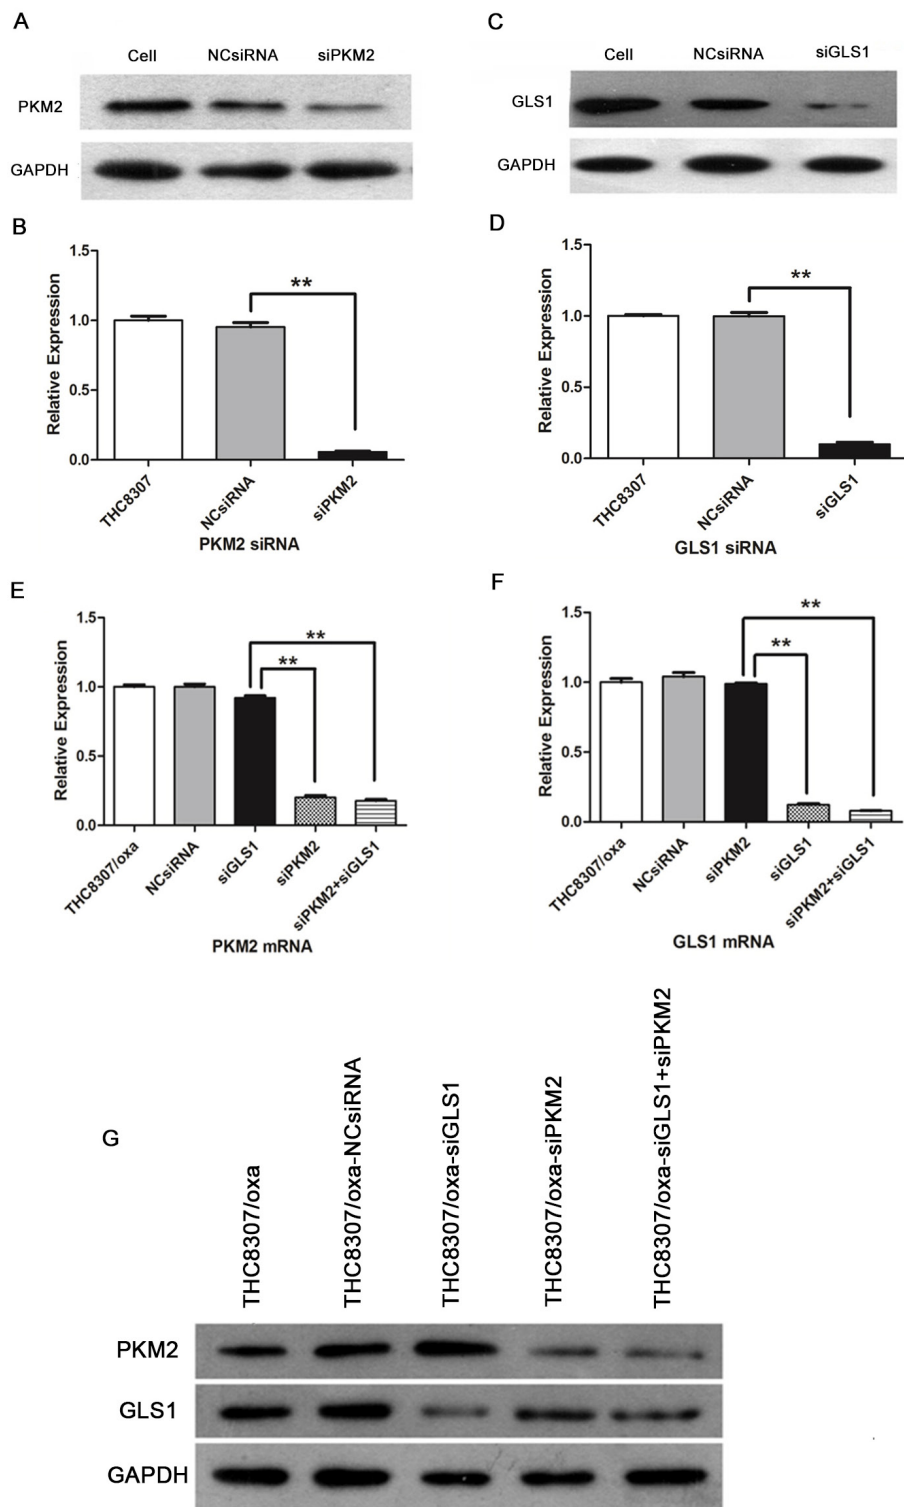 A
Cell NCsiRNA siPKM2
PKM2
GAPDH
C
Cell NCsiRNA siGLS1
GLS1
GAPDH
B
Relative Expression
1.5
1.0
0.5
0.0
**
THC8307 NCsiRNA siPKM2
PKM2 siRNA
D
Relative Expression
1.5
1.0
0.5
0.0
**
THC8307 NCsiRNA siGLS1
GLS1 siRNA
E
Relative Expression
1.5
1.0
0.5
0.0
**
**
THC8307/oxa NCsiRNA siGLS1 siPKM2 siPKM2+siGLS1
PKM2 mRNA
F
Relative Expression
1.5
1.0
0.5
0.0
**
**
THC8307/oxa NCsiRNA siPKM2 siGLS1 siPKM2+siGLS1
GLS1 mRNA
G
THC8307/oxa
THC8307/oxa-NCsiRNA
THC8307/oxa-siGLS1
THC8307/oxa-siPKM2
THC8307/oxa-siGLS1+siPKM2
PKM2
GLS1
GAPDH